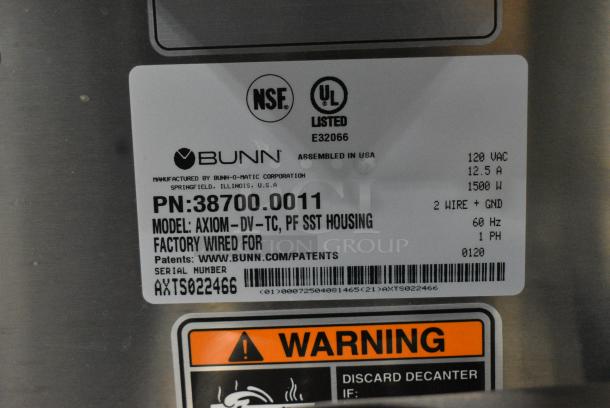 NSF®
UL
LISTED
E32066
BUNN® ASSEMBLED IN USA
MANUFACTURED BY BUNN-O-MATIC CORPORATION
SPRINGFIELD, ILLINOIS, U.S.A
120 VAC
12.5 A
1500 W
PN:38700.0011
2 WIRE + GND
MODEL: AXIOM-DV-TC, PF SST HOUSING
60 Hz
FACTORY WIRED FOR
1 PH
Patents: WWW.BUNN.COM/PATENTS
0120
SERIAL NUMBER
AXTS022466
(01)00072504081465(21)AXTS022466
WARNING
DISCARD DECANTER
IF: